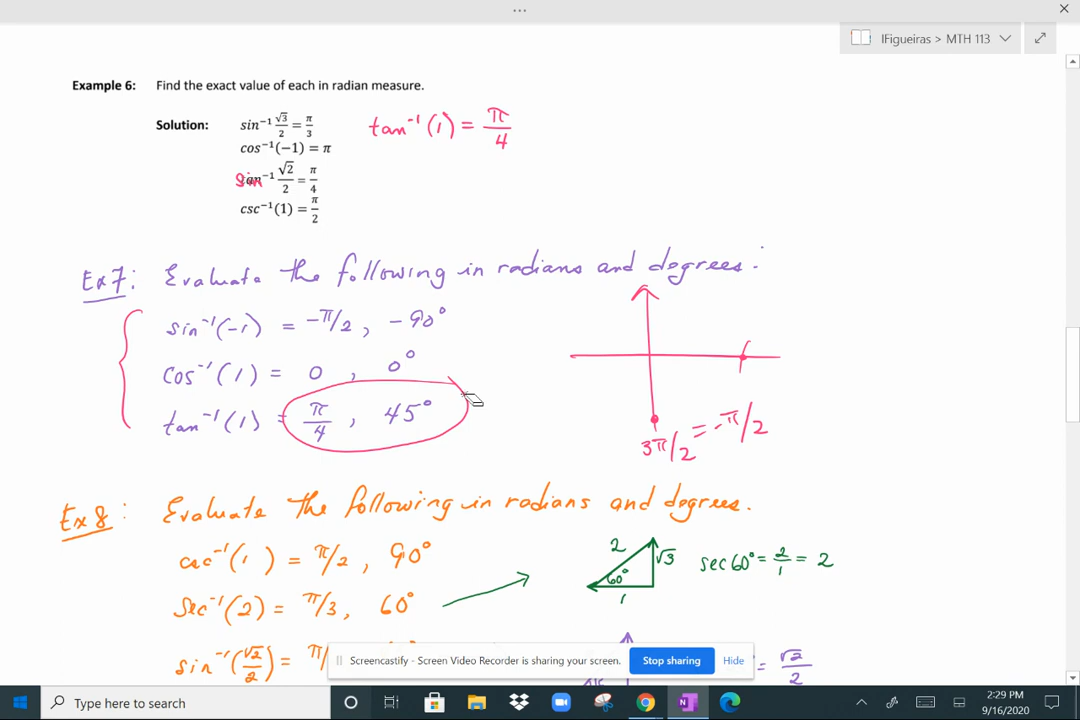 IFigueiras > MTH 113
Example 6: Find the exact value of each in radian measure.
Solution: sin⁻¹ √3/2 = π/3 tan⁻¹(1) = π/4
cos⁻¹(−1) = π
sin⁻¹ √2/2 = π/4
csc⁻¹(1) = π/2
Ex7: Evaluate the following in radians and degrees:
sin⁻¹(-1) = -π/2, -90°
cos⁻¹(1) = 0, 0°
tan⁻¹(1) = π/4, 45°
3π/2 = -π/2
Ex8: Evaluate the following in radians and degrees.
csc⁻¹(1) = π/2, 90°
2 √3 60° 1 sec60° = 2/1 = 2
sec⁻¹(2) = π/3, 60°
sin⁻¹(√2/2) = π/
= √2/2
Screencastify - Screen Video Recorder is sharing your screen. Stop sharing Hide
Type here to search
2:29 PM
9/16/2020